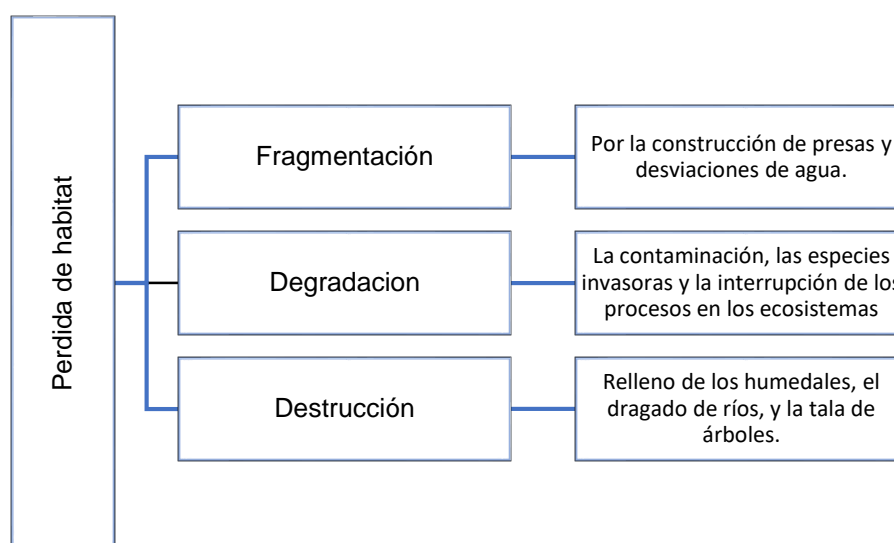 Perdida de habitat
Fragmentación
Por la construcción de presas y
desviaciones de agua.
Degradacion
La contaminación, las especies
invasoras y la interrupción de los
procesos en los ecosistemas
Destrucción
Relleno de los humedales, el
dragado de ríos, y la tala de
árboles.